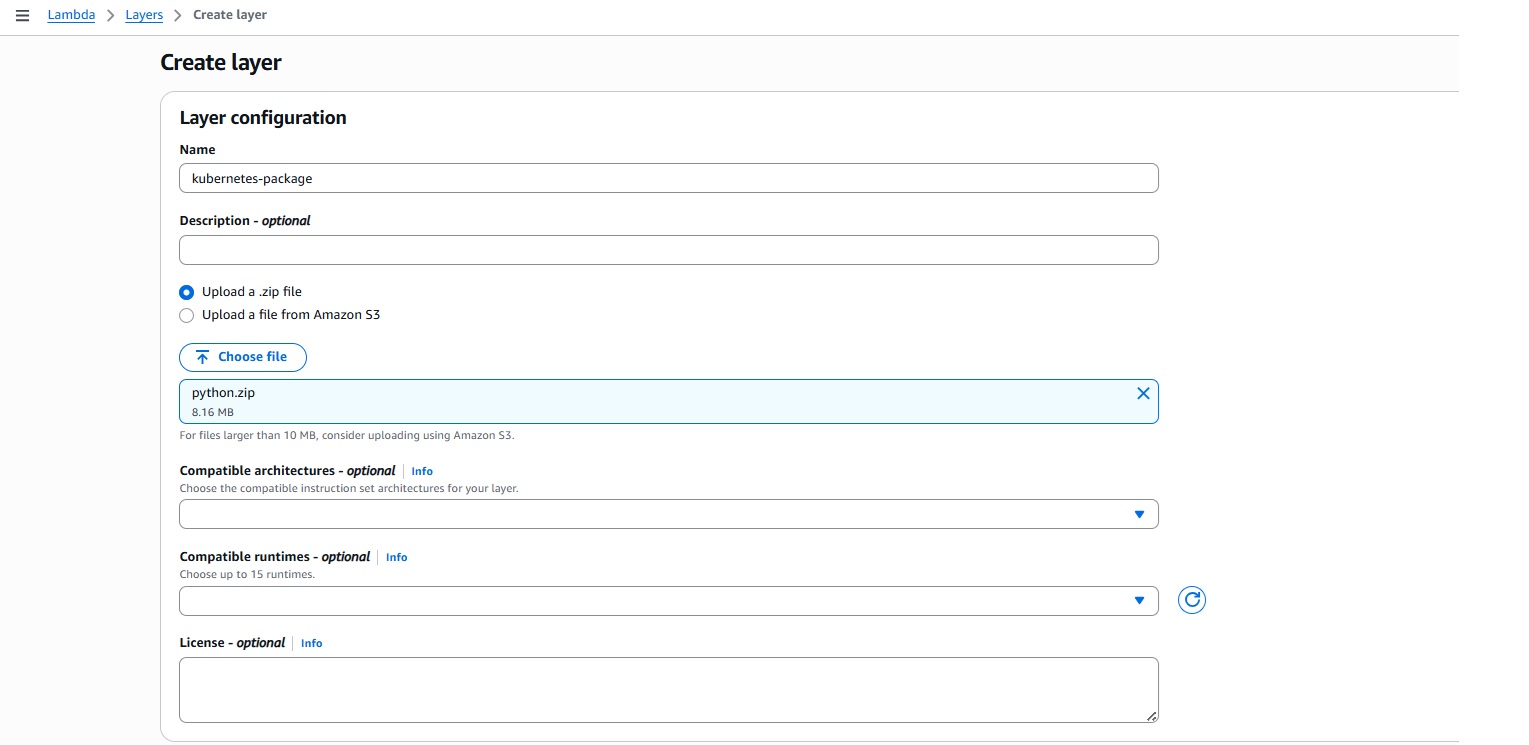 Lambda > Layers > Create layer
Create layer
Layer configuration
Name
kubernetes-package
Description - optional
Upload a .zip file
Upload a file from Amazon S3
Choose file
python.zip
8.16 MB
For files larger than 10 MB, consider uploading using Amazon S3.
Compatible architectures - optional Info
Choose the compatible instruction set architectures for your layer.
Compatible runtimes - optional Info
Choose up to 15 runtimes.
License - optional Info